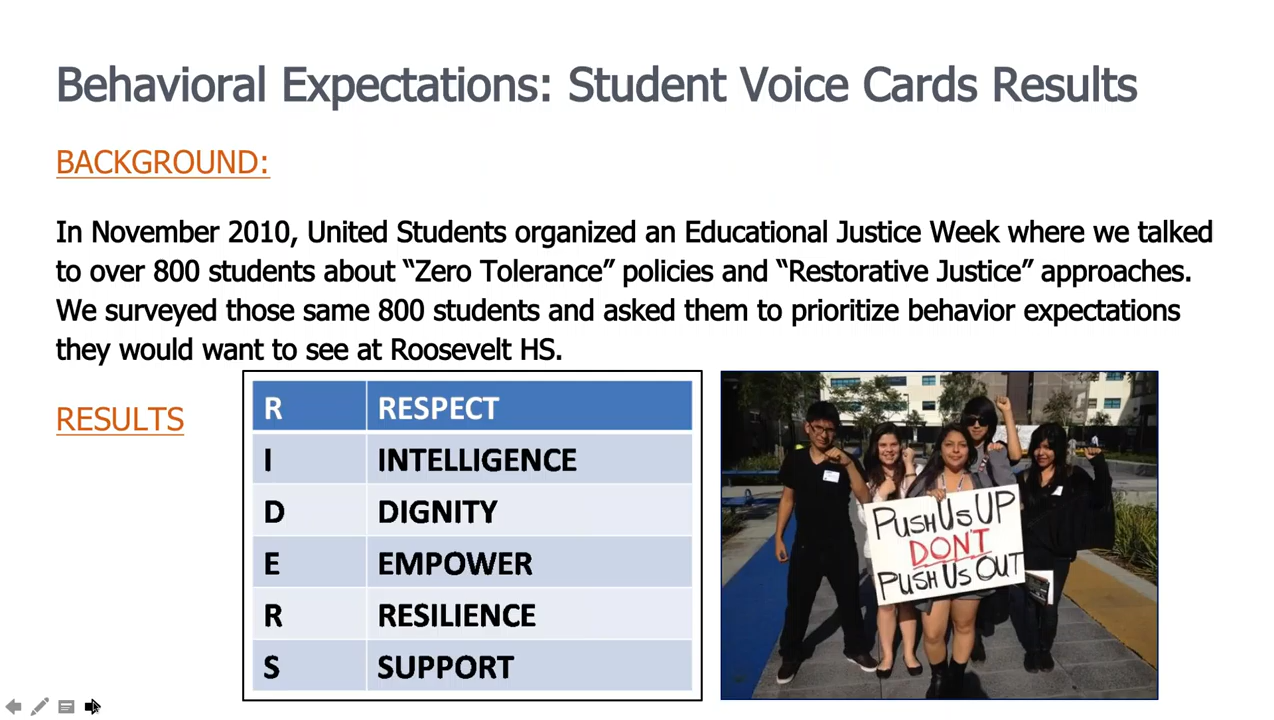 Behavioral Expectations: Student Voice Cards Results
BACKGROUND:
In November 2010, United Students organized an Educational Justice Week where we talked
to over 800 students about “Zero Tolerance” policies and “Restorative Justice” approaches.
We surveyed those same 800 students and asked them to prioritize behavior expectations
they would want to see at Roosevelt HS.
RESULTS
R RESPECT
I INTELLIGENCE
D DIGNITY
E EMPOWER
R RESILIENCE
S SUPPORT
PUSH US UP
DON'T
PUSH US OUT